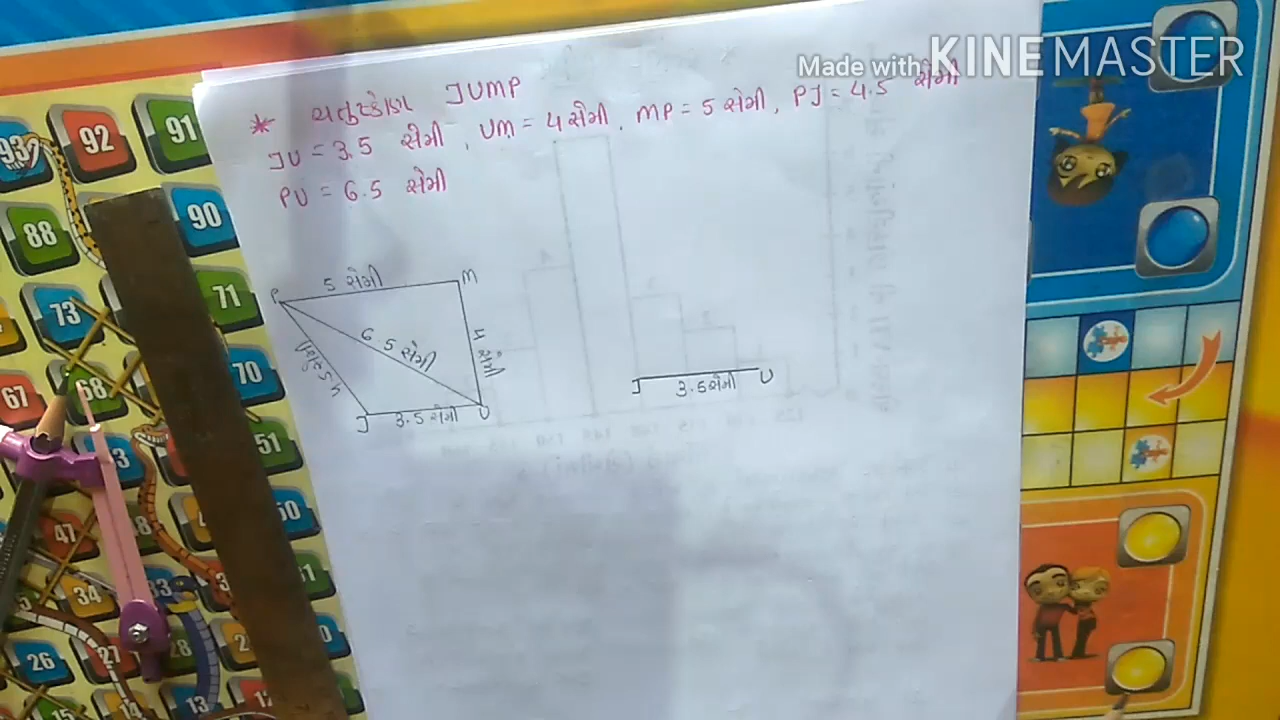 Made with KINEMASTER
* ચતુષ્કોણ JUMP
JU = 3.5 સેમી, UM = 4 સેમી, MP = 5 સેમી, PJ = 4.5 સેમી
PU = 6.5 સેમી
5 સેમી M
P
6.5 સેમી
4 સેમી
4.5 સેમી
J 3.5 સેમી U
J 3.5 સેમી U
93 92 91
88 90
73 71
67 68 70
51
47
34
26 27 28
13